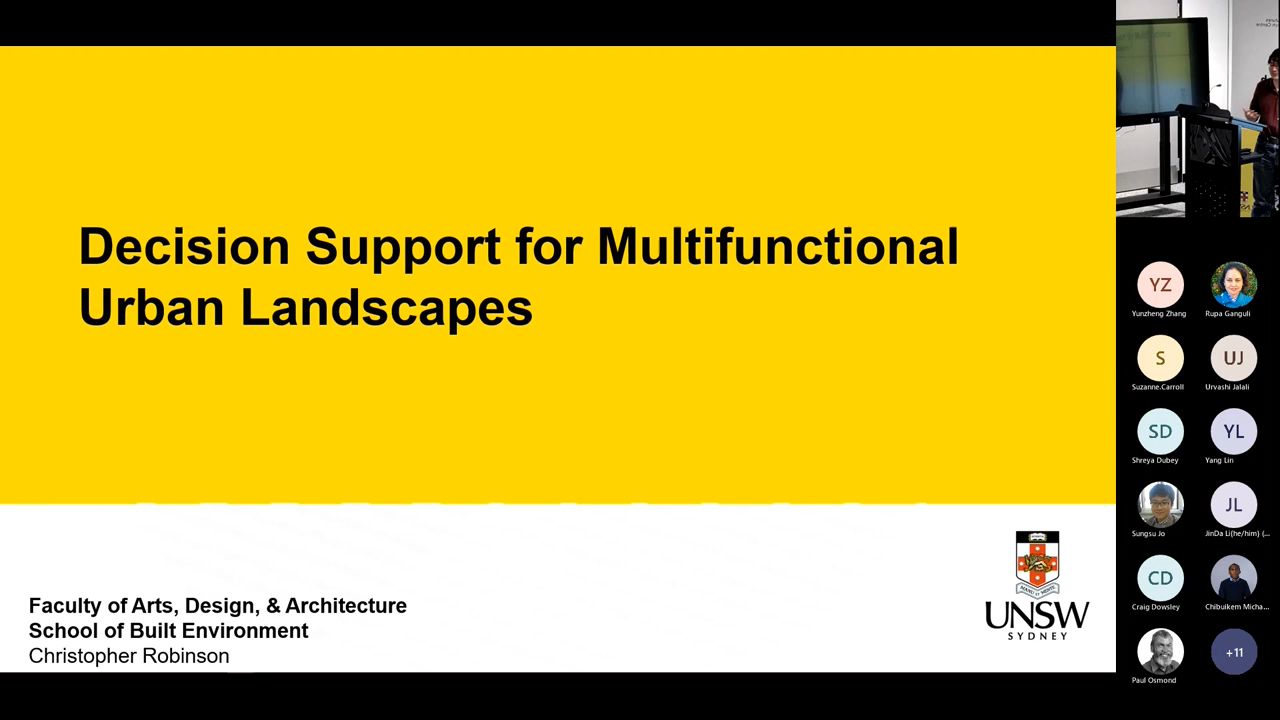 Decision Support for Multifunctional
Urban Landscapes
Faculty of Arts, Design, & Architecture
School of Built Environment
Christopher Robinson
UNSW
SYDNEY
YZ
Yunzheng Zhang
Rupa Ganguli
S
Suzanne.Carroll
UJ
Urvashi Jalali
SD
Shreya Dubey
YL
Yang Lin
Sungsu Jo
JL
JinDa Li(he/him) (...
CD
Craig Dowsley
Chibuikem Micha...
Paul Osmond
+11